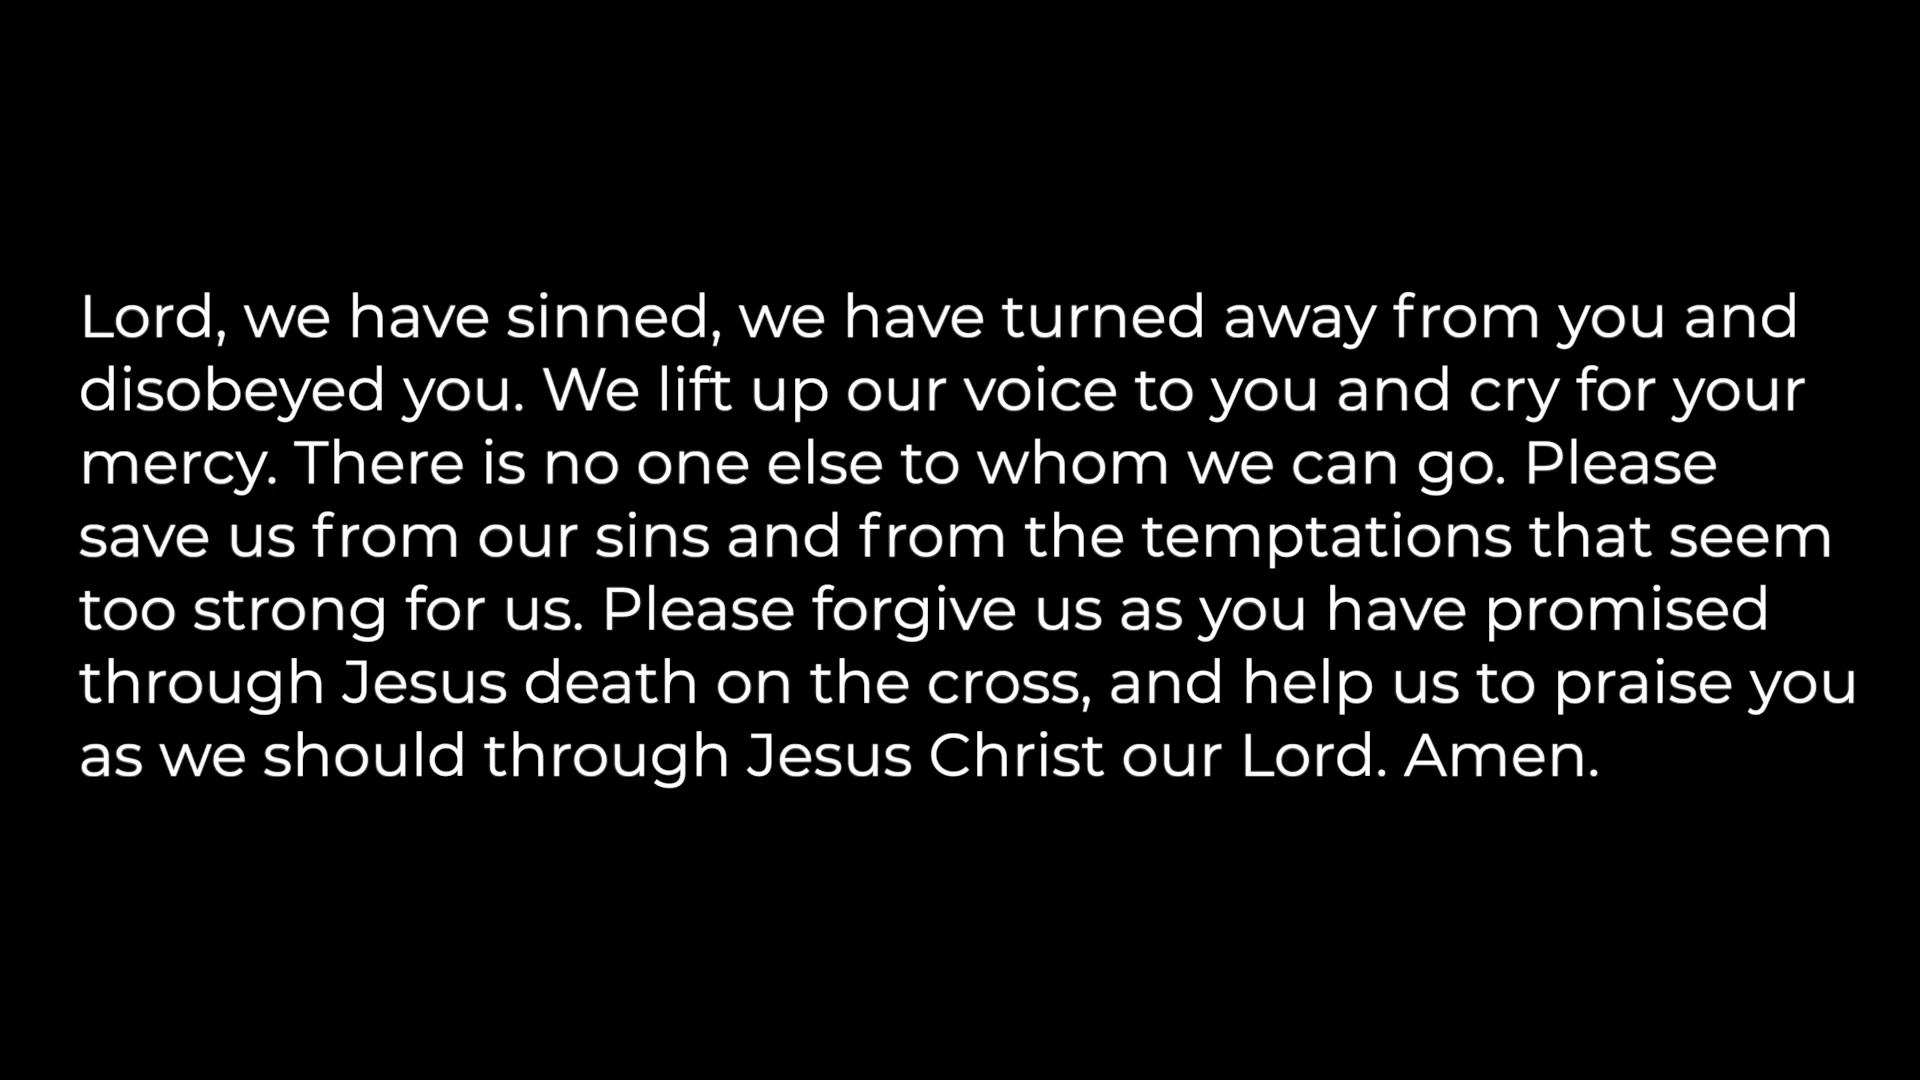 Lord, we have sinned, we have turned away from you and
disobeyed you. We lift up our voice to you and cry for your
mercy. There is no one else to whom we can go. Please
save us from our sins and from the temptations that seem
too strong for us. Please forgive us as you have promised
through Jesus death on the cross, and help us to praise you
as we should through Jesus Christ our Lord. Amen.